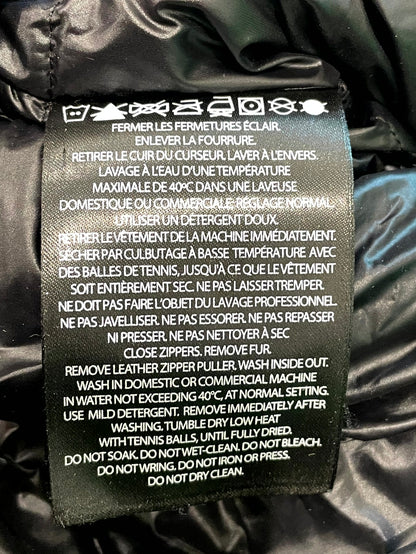 FERMER LES FERMETURES ÉCLAIR.
ENLEVER LA FOURRURE.
RETIRER LE CUIR DU CURSEUR. LAVER À L'ENVERS.
LAVAGE À L'EAU D'UNE TEMPÉRATURE
MAXIMALE DE 40ºC DANS UNE LAVEUSE
DOMESTIQUE OU COMMERCIALE; RÉGLAGE NORMAL.
UTILISER UN DÉTERGENT DOUX.
RETIRER LE VÊTEMENT DE LA MACHINE IMMÉDIATEMENT.
SÉCHER PAR CULBUTAGE À BASSE TEMPÉRATURE AVEC
DES BALLES DE TENNIS, JUSQU'À CE QUE LE VÊTEMENT
SOIT ENTIÈREMENT SEC. NE PAS LAISSER TREMPER.
NE DOIT PAS FAIRE L'OBJET DU LAVAGE PROFESSIONNEL.
NE PAS JAVELLISER. NE PAS ESSORER. NE PAS REPASSER
NI PRESSER. NE PAS NETTOYER À SEC
CLOSE ZIPPERS. REMOVE FUR.
REMOVE LEATHER ZIPPER PULLER. WASH INSIDE OUT.
WASH IN DOMESTIC OR COMMERCIAL MACHINE
IN WATER NOT EXCEEDING 40°C, AT NORMAL SETTING.
USE MILD DETERGENT. REMOVE IMMEDIATELY AFTER
WASHING, TUMBLE DRY LOW HEAT
WITH TENNIS BALLS, UNTIL FULLY DRIED.
DO NOT SOAK. DO NOT WET-CLEAN. DO NOT BLEACH.
DO NOT WRING. DO NOT IRON OR PRESS.
DO NOT DRY CLEAN.